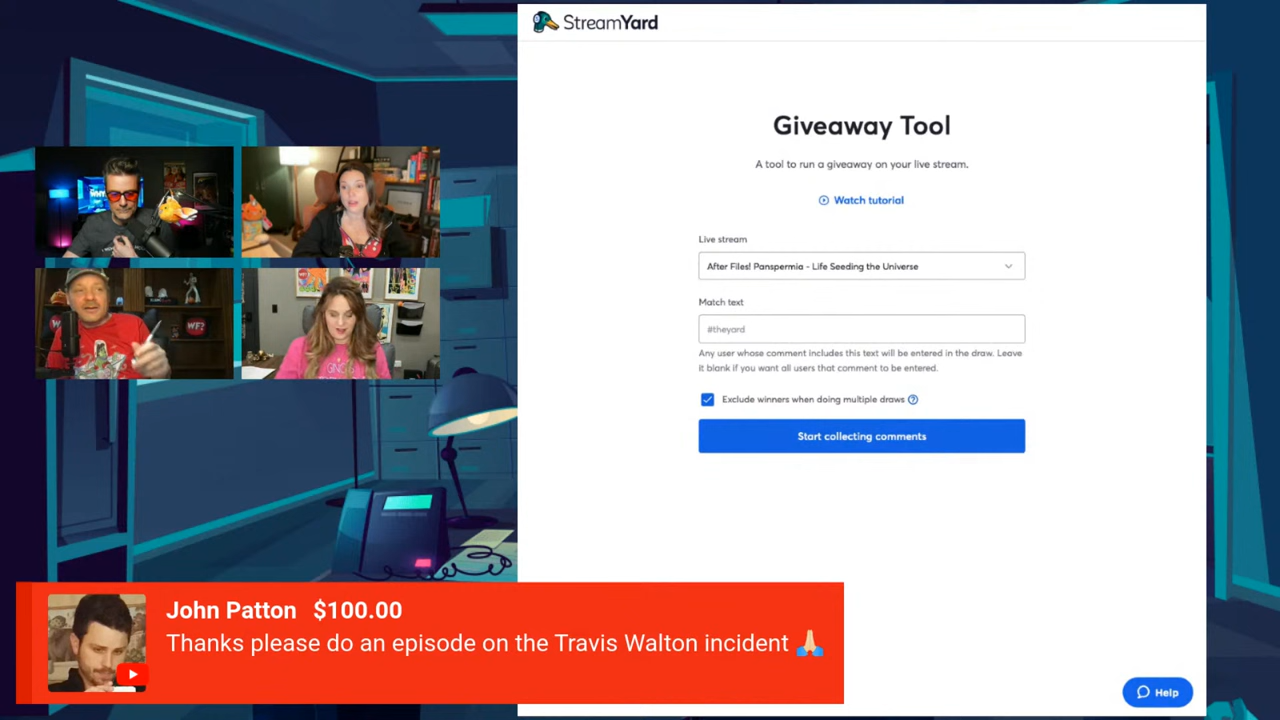 StreamYard
Giveaway Tool
A tool to run a giveaway on your live stream.
Watch tutorial
Live stream
After Files! Panspermia - Life Seeding the Universe
Match text
#theyard
Any user whose comment includes this text will be entered in the draw. Leave
it blank if you want all users that comment to be entered.
Exclude winners when doing multiple draws
Start collecting comments
WF?
John Patton $100.00
Thanks please do an episode on the Travis Walton incident 🙏🏼
Help